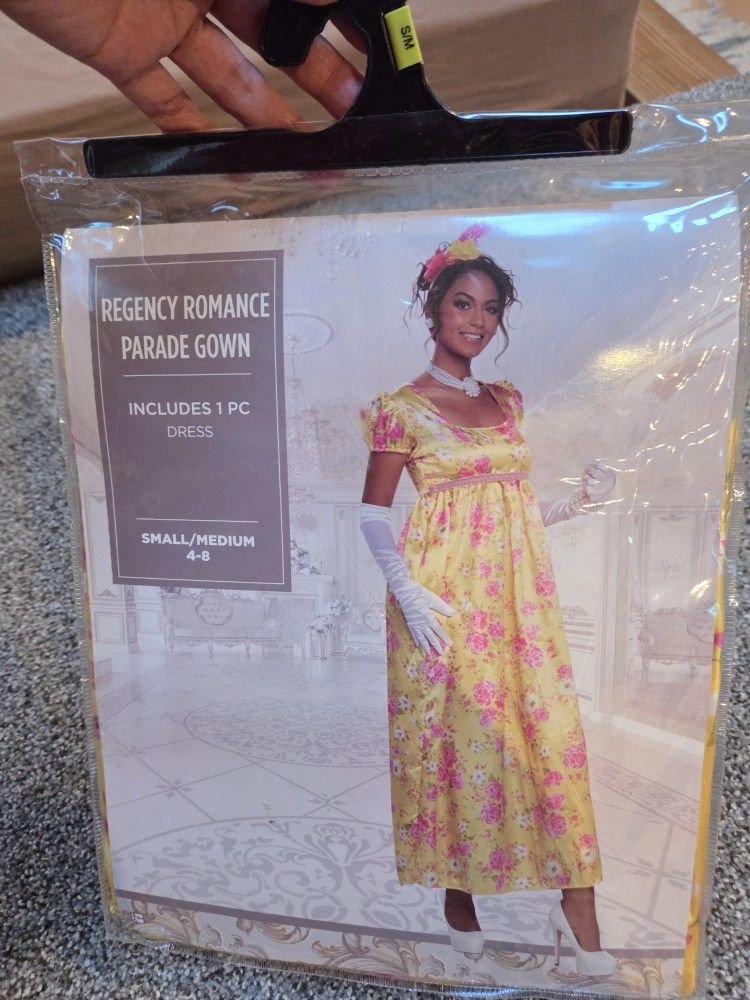 S/M
REGENCY ROMANCE
PARADE GOWN
INCLUDES 1 PC
DRESS
SMALL/MEDIUM
4-8